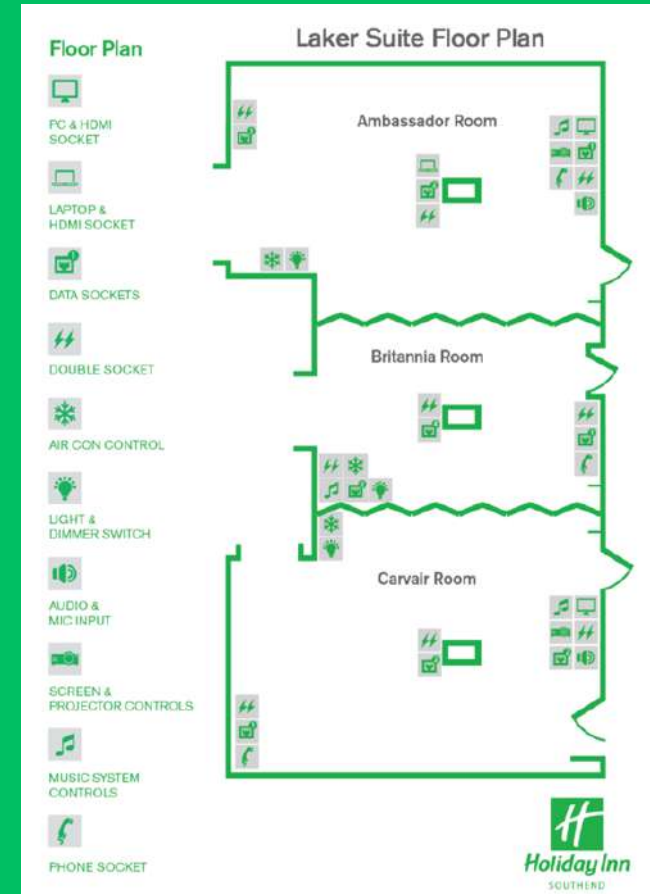 Laker Suite Floor Plan
Floor Plan
PC & HDMI
SOCKET
LAPTOP &
HDMI SOCKET
DATA SOCKETS
DOUBLE SOCKET
AIR CON CONTROL
LIGHT &
DIMMER SWITCH
AUDIO &
MIC INPUT
SCREEN &
PROJECTOR CONTROLS
MUSIC SYSTEM
CONTROLS
PHONE SOCKET
Ambassador Room
Britannia Room
Carvair Room
H
Holiday Inn
SOUTHEND